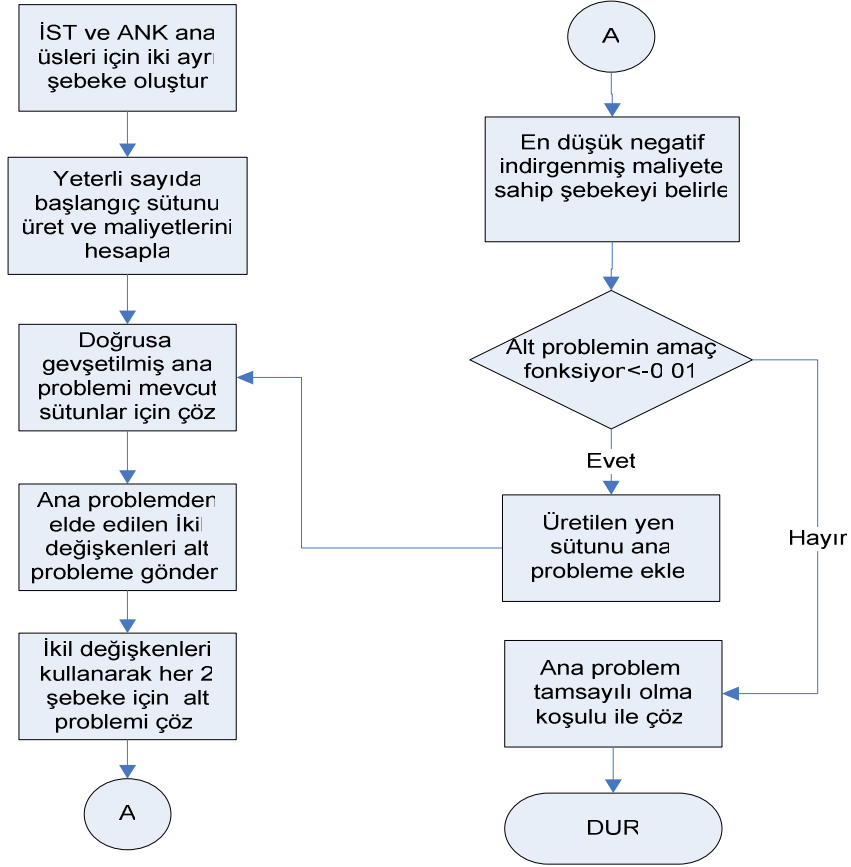 İST ve ANK ana
üsleri için iki ayrı
şebeke oluştur
Yeterli sayıda
başlangıç sütunu
üret ve maliyetlerini
hesapla
Doğrusa
gevşetilmiş ana
problemi mevcut
sütunlar için çöz
Ana problemden
elde edilen İkil
değişkenleri alt
probleme gönder
İkil değişkenleri
kullanarak her 2
şebeke için alt
problemi çöz
A
A
En düşük negatif
indirgenmiş maliyete
sahip şebekeyi belirle
Alt problemin amaç
fonksiyor<-0 01
Evet
Hayır
Üretilen yen
sütunu ana
probleme ekle
Ana problem
tamsayılı olma
koşulu ile çöz
DUR